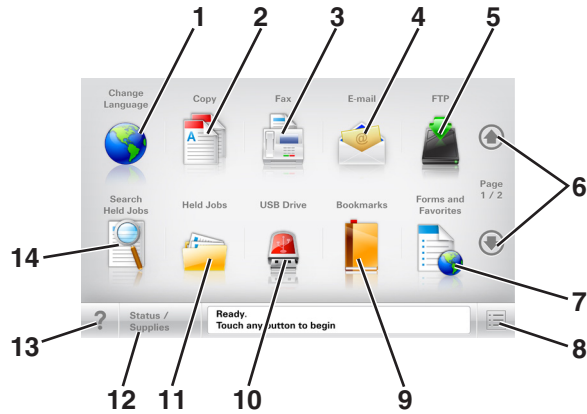 1 2 3 4 5
Change
Language
Copy
Fax
E-mail
FTP
A
@
6
Page
1 / 2
Search
Held Jobs
Held Jobs
USB Drive
Bookmarks
Forms and
Favorites
14
7
?
Status /
Supplies
Ready.
Touch any button to begin
8
13
12
11
10
9